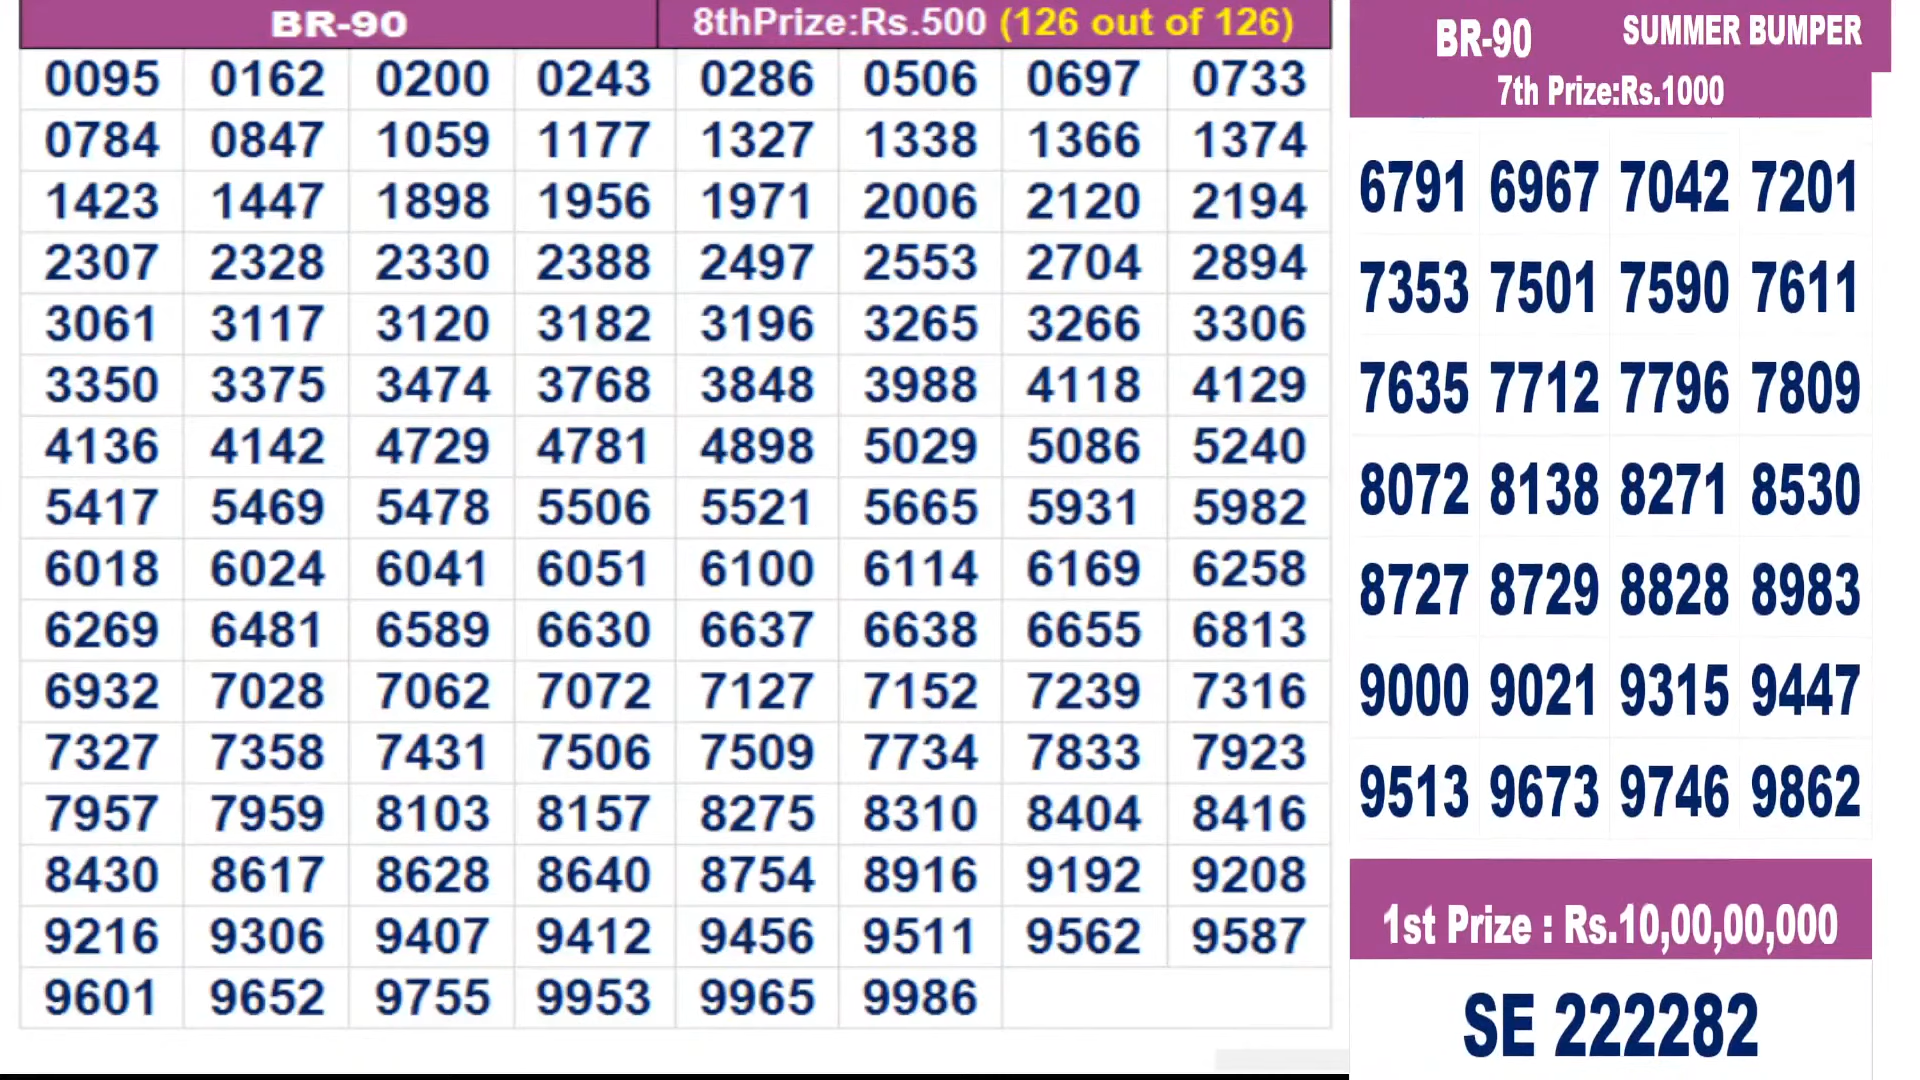 BR-90 8thPrize:Rs.500 (126 out of 126)
0095 0162 0200 0243 0286 0506 0697 0733
0784 0847 1059 1177 1327 1338 1366 1374
1423 1447 1898 1956 1971 2006 2120 2194
2307 2328 2330 2388 2497 2553 2704 2894
3061 3117 3120 3182 3196 3265 3266 3306
3350 3375 3474 3768 3848 3988 4118 4129
4136 4142 4729 4781 4898 5029 5086 5240
5417 5469 5478 5506 5521 5665 5931 5982
6018 6024 6041 6051 6100 6114 6169 6258
6269 6481 6589 6630 6637 6638 6655 6813
6932 7028 7062 7072 7127 7152 7239 7316
7327 7358 7431 7506 7509 7734 7833 7923
7957 7959 8103 8157 8275 8310 8404 8416
8430 8617 8628 8640 8754 8916 9192 9208
9216 9306 9407 9412 9456 9511 9562 9587
9601 9652 9755 9953 9965 9986
BR-90 SUMMER BUMPER
7th Prize:Rs.1000
6791 6967 7042 7201
7353 7501 7590 7611
7635 7712 7796 7809
8072 8138 8271 8530
8727 8729 8828 8983
9000 9021 9315 9447
9513 9673 9746 9862
1st Prize : Rs.10,00,00,000
SE 222282